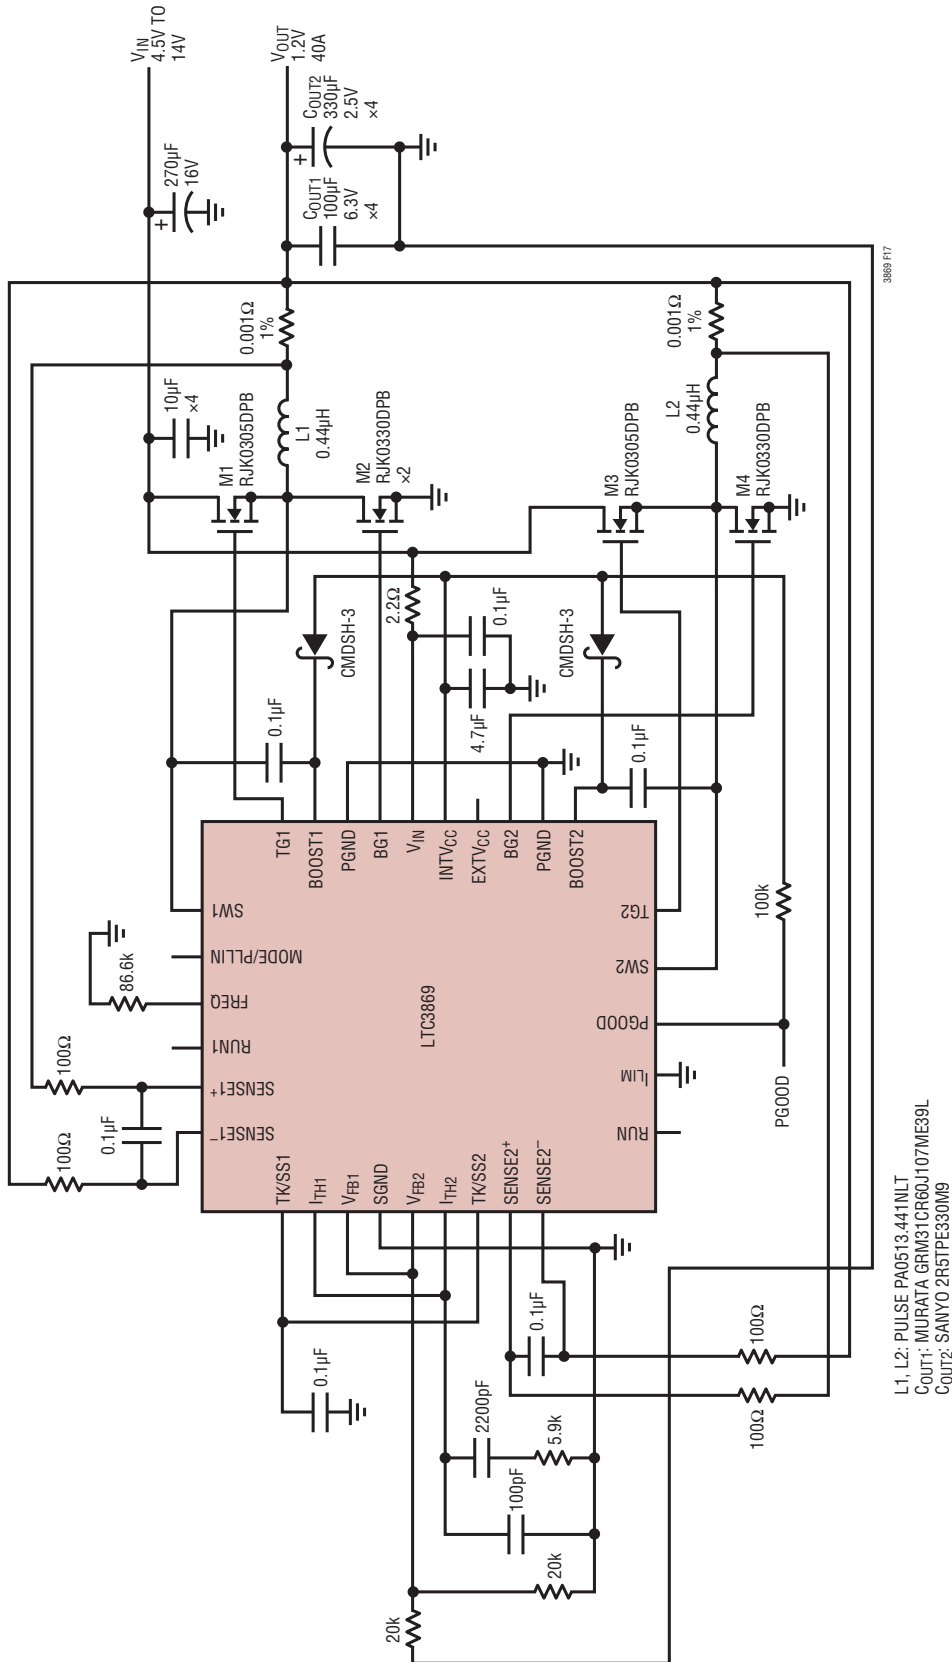 VIN
4.5V TO
14V
270µF
16V
+
VOUT
1.2V
40A
COUT2
330µF
2.5V
×4
+
COUT1
100µF
6.3V
×4
3869 F17
0.001Ω
1%
0.001Ω
1%
10µF
×4
M1
RJK0305DPB
L1
0.44µH
M2
RJK0330DPB
×2
L2
0.44µH
M3
RJK0305DPB
M4
RJK0330DPB
2.2Ω
CMDSH-3
0.1µF
4.7µF
CMDSH-3
0.1µF
0.1µF
TG1
BOOST1
PGND
BG1
VIN
INTVCC
EXTVCC
BG2
PGND
BOOST2
SW1
MODE/PLLIN
FREQ
RUN1
SENSE1+
SENSE1−
86.6k
100Ω
100Ω
0.1µF
LTC3869
TG2
SW2
PGOOD
ILIM
RUN
100k
PGOOD
TK/SS1
ITH1
VFB1
SGND
VFB2
ITH2
TK/SS2
SENSE2+
SENSE2−
0.1µF
0.1µF
2200pF
5.9k
100pF
20k
20k
100Ω
100Ω
L1, L2: PULSE PA0513.441NLT
COUT1: MURATA GRM31CR60J107ME39L
COUT2: SANYO 2R5TPE330M9